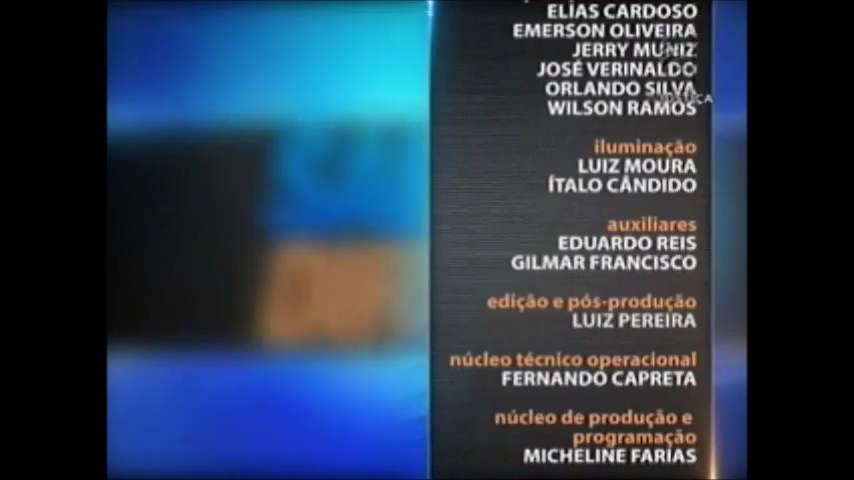 ELIAS CARDOSO
EMERSON OLIVEIRA
JERRY MUNIZ
JOSÉ VERINALDO
ORLANDO SILVA
WILSON RAMOS
iluminação
LUIZ MOURA
ÍTALO CÂNDIDO
auxiliares
EDUARDO REIS
GILMAR FRANCISCO
edição e pós-produção
LUIZ PEREIRA
núcleo técnico operacional
FERNANDO CAPRETA
núcleo de produção e
programação
MICHELINE FARIAS